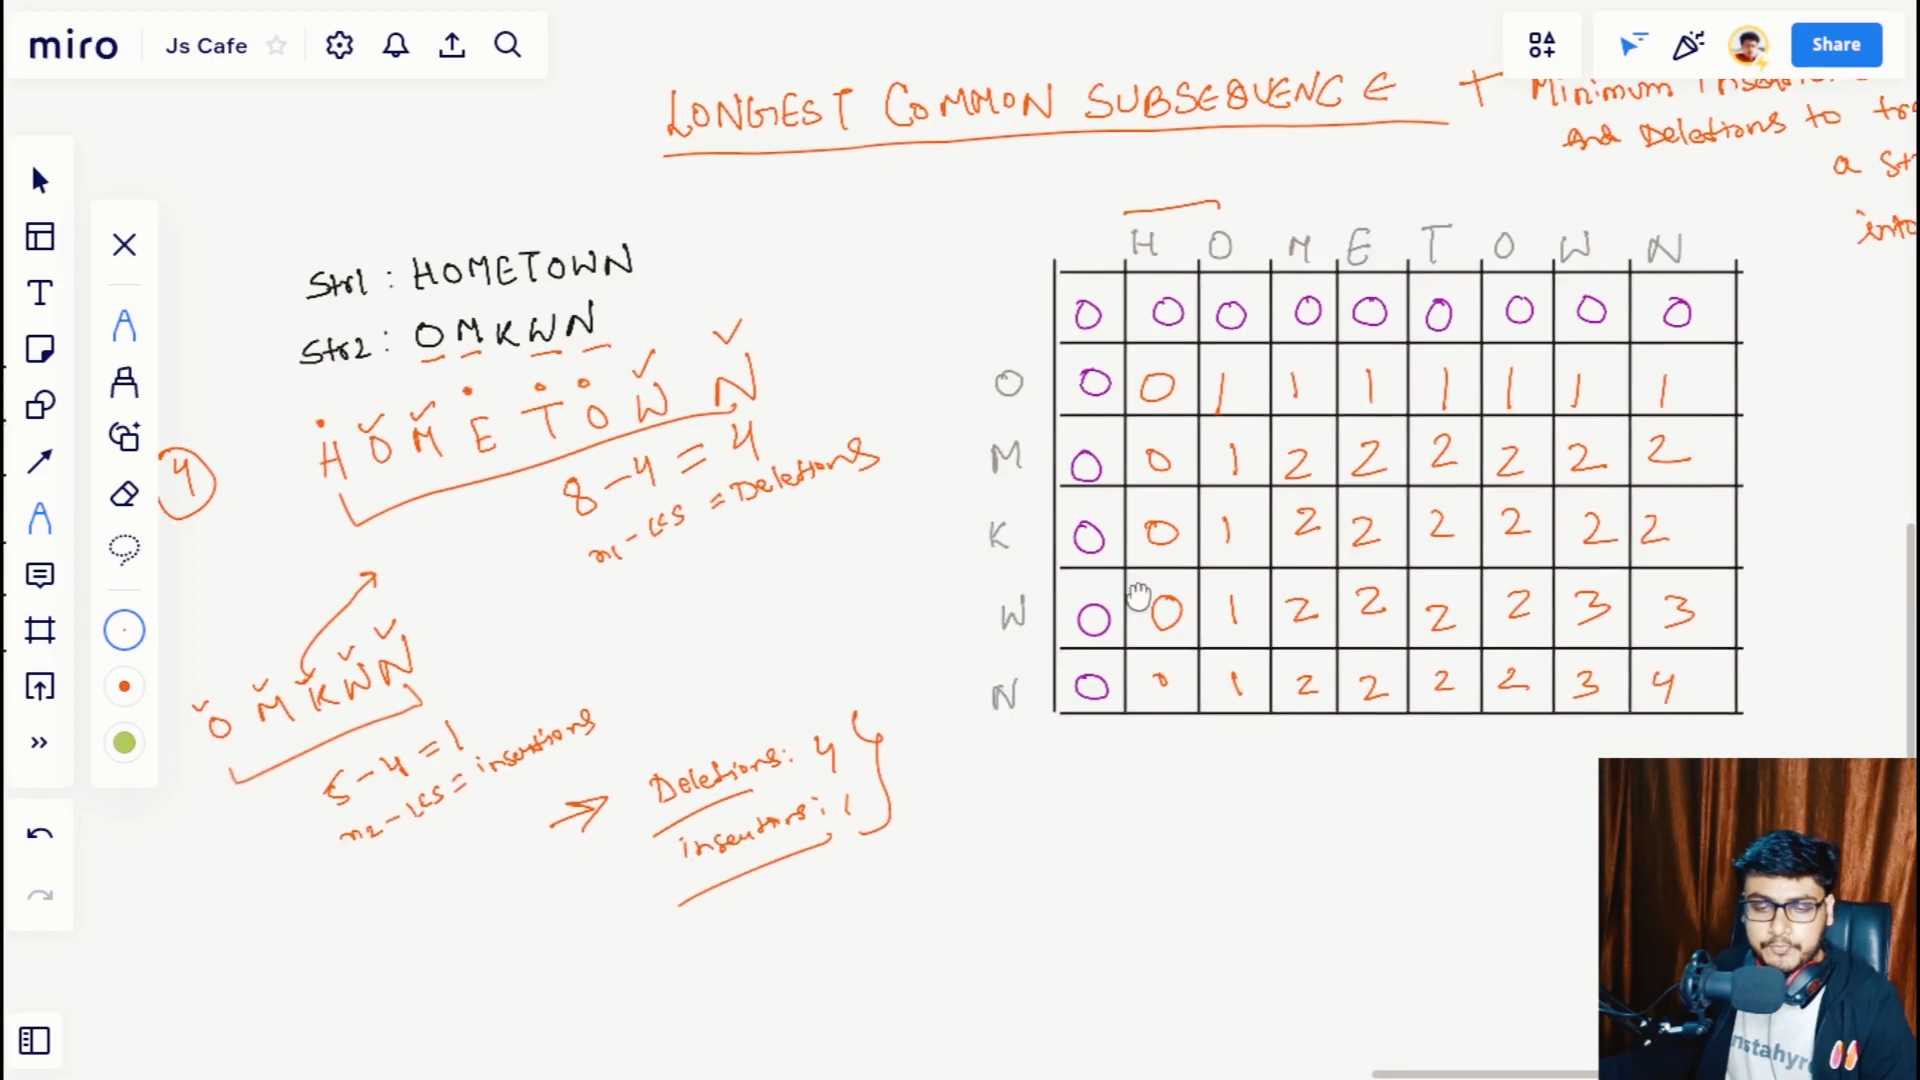 miro
Js Cafe
Share
LONGEST COMMON SUBSEQUENCE + Minimum
and Deletions to
a
into
Str1 : HOMETOWN
Str2 : OMKWN
HOMETOWN
4
8-4=4
n1-LCS = Deletions
OMKWN
5-4=1
n2-LCS = insertions
Deletions: 4
insertions: 1
H O M E T O W N
0 0 0 0 0 0 0 0 0
O 0 0 1 1 1 1 1 1 1
M 0 0 1 2 2 2 2 2 2
K 0 0 1 2 2 2 2 2 2
W 0 0 1 2 2 2 2 3 3
N 0 0 1 2 2 2 2 3 4